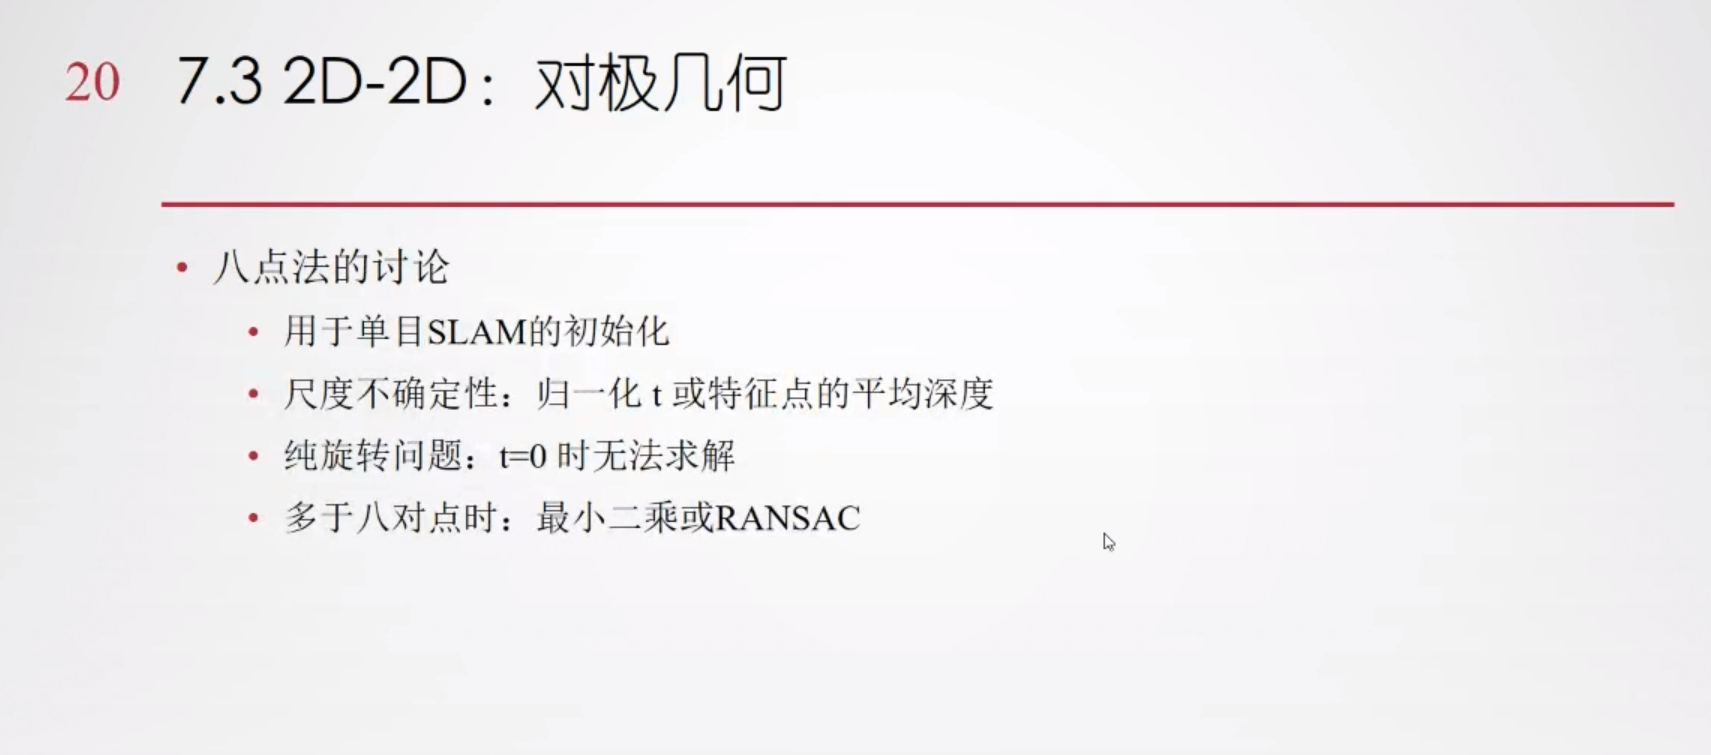 20 7.3 2D-2D：对极几何
• 八点法的讨论
• 用于单目SLAM的初始化
• 尺度不确定性：归一化 t 或特征点的平均深度
• 纯旋转问题：t=0 时无法求解
• 多于八对点时：最小二乘或RANSAC